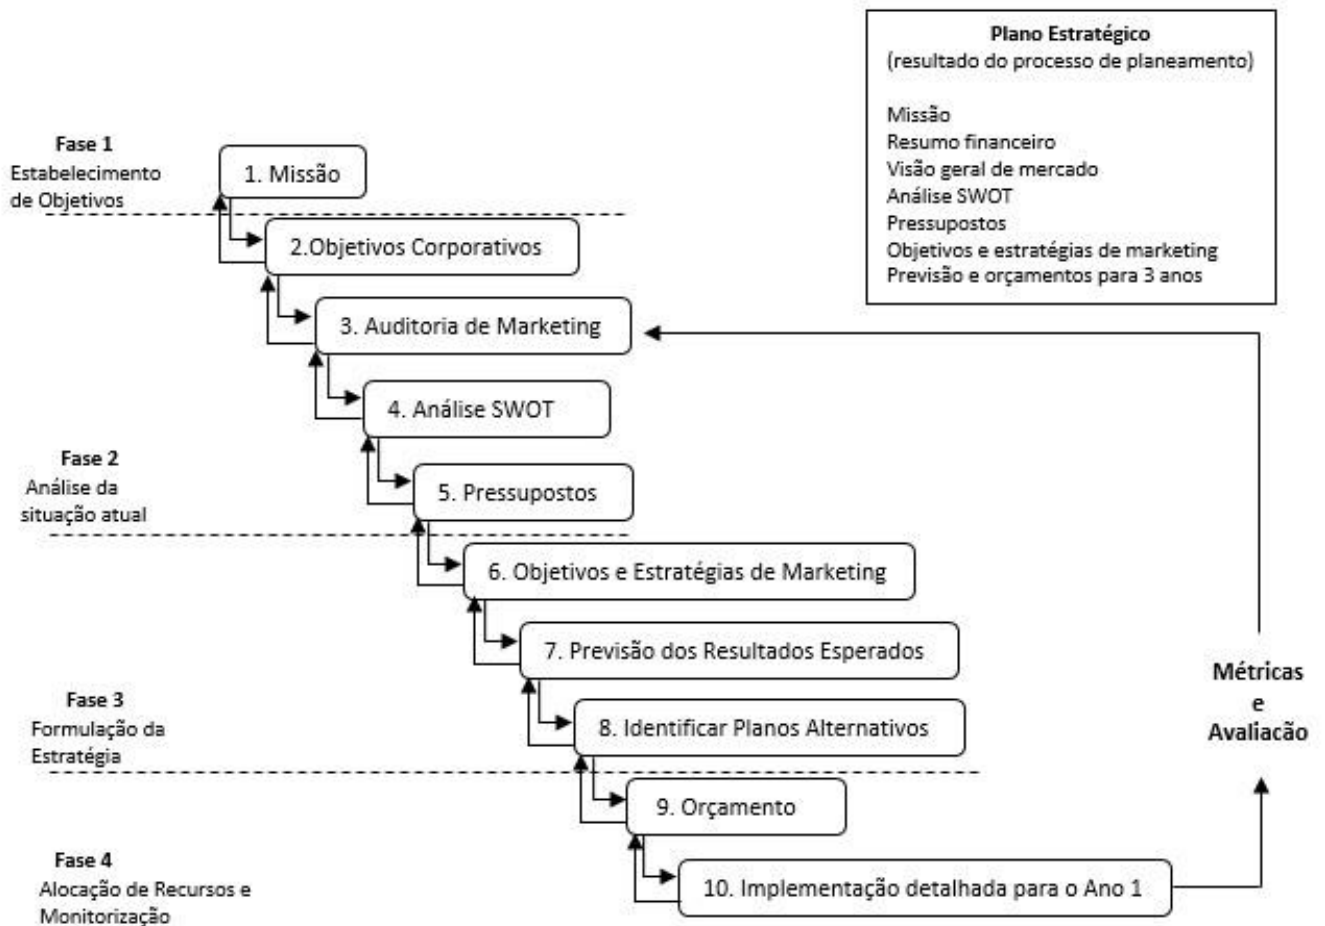 Plano Estratégico
(resultado do processo de planeamento)
Missão
Resumo financeiro
Visão geral de mercado
Análise SWOT
Pressupostos
Objetivos e estratégias de marketing
Previsão e orçamentos para 3 anos
Fase 1
Estabelecimento
de Objetivos
1. Missão
2.Objetivos Corporativos
3. Auditoria de Marketing
4. Análise SWOT
Fase 2
Análise da
situação atual
5. Pressupostos
6. Objetivos e Estratégias de Marketing
7. Previsão dos Resultados Esperados
Fase 3
Formulação da
Estratégia
8. Identificar Planos Alternativos
Métricas
e
Avaliacão
9. Orçamento
Fase 4
Alocação de Recursos e
Monitorização
10. Implementação detalhada para o Ano 1